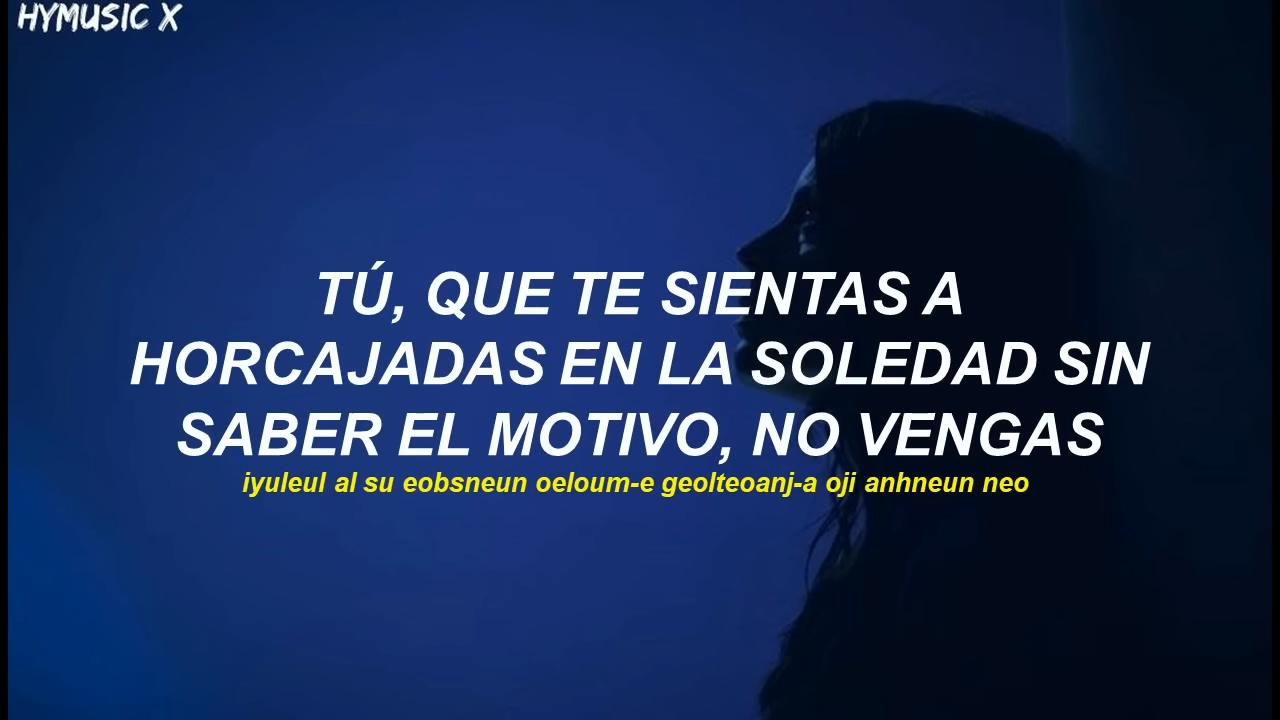 HYMUSIC X
TÚ, QUE TE SIENTAS A
HORCAJADAS EN LA SOLEDAD SIN
SABER EL MOTIVO, NO VENGAS
iyuleul al su eobsneun oeloum-e geolteoanj-a oji anhneun neo